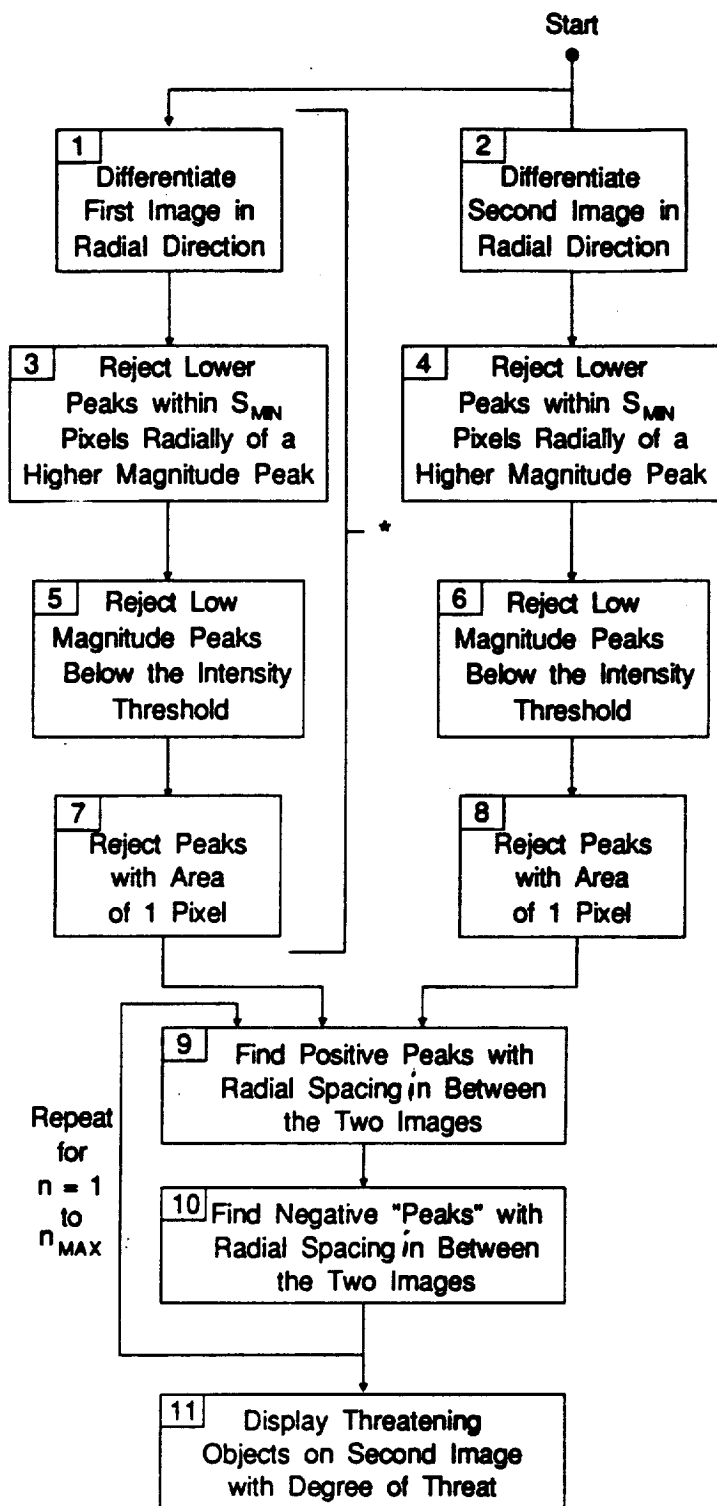 Start
1
Differentiate
First Image in
Radial Direction
2
Differentiate
Second Image in
Radial Direction
3
Reject Lower
Peaks within S_MIN
Pixels Radially of a
Higher Magnitude Peak
4
Reject Lower
Peaks within S_MIN
Pixels Radially of a
Higher Magnitude Peak
*
5
Reject Low
Magnitude Peaks
Below the Intensity
Threshold
6
Reject Low
Magnitude Peaks
Below the Intensity
Threshold
7
Reject Peaks
with Area
of 1 Pixel
8
Reject Peaks
with Area
of 1 Pixel
9
Find Positive Peaks with
Radial Spacing in Between
the Two Images
Repeat
for
n = 1
to
n_MAX
10
Find Negative "Peaks" with
Radial Spacing in Between
the Two Images
11
Display Threatening
Objects on Second Image
with Degree of Threat